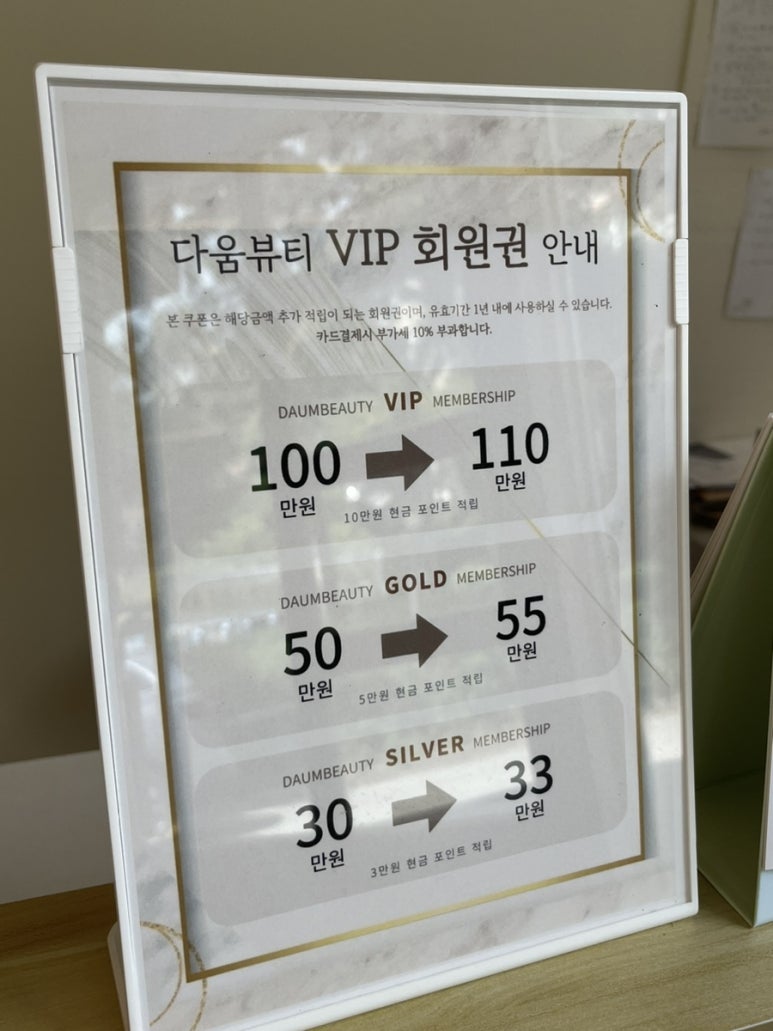 다움뷰티 VIP 회원권 안내
본 쿠폰은 해당금액 추가 적립이 되는 회원권이며, 유효기간 1년 내에 사용하실 수 있습니다.
카드결제시 부가세 10% 부과합니다.
DAUMBEAUTY VIP MEMBERSHIP
100 110
만원 만원
10만원 현금 포인트 적립
DAUMBEAUTY GOLD MEMBERSHIP
50 55
만원 만원
5만원 현금 포인트 적립
DAUMBEAUTY SILVER MEMBERSHIP
30 33
만원 만원
3만원 현금 포인트 적립